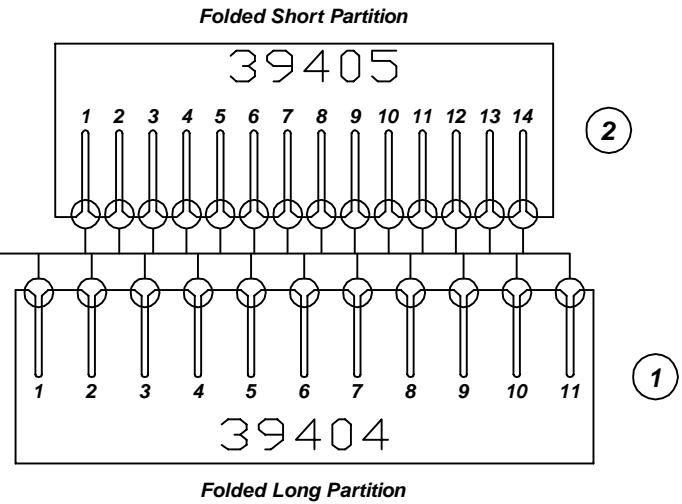 Folded Short Partition
39405
1 2 3 4 5 6 7 8 9 10 11 12 13 14
2
1 2 3 4 5 6 7 8 9 10 11
1
39404
Folded Long Partition